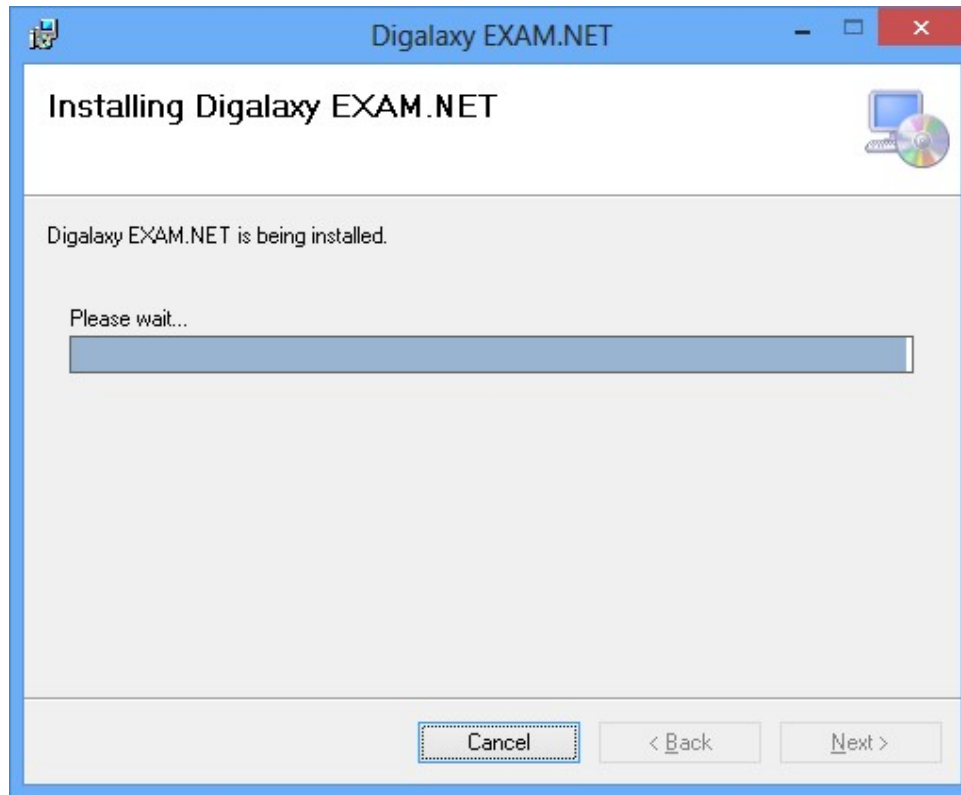 Digalaxy EXAM.NET
Installing Digalaxy EXAM.NET
Digalaxy EXAM.NET is being installed.
Please wait...
Cancel
< Back
Next >